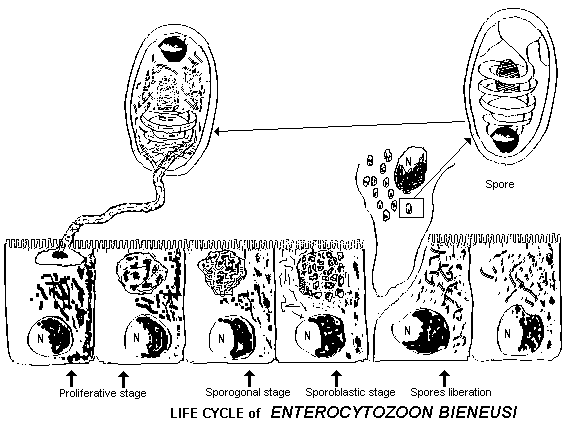 N
Spore
N
N
N
N
N
N
Proliferative stage
Sporogonal stage
Sporoblastic stage
Spores liberation
LIFE CYCLE of ENTEROCYTOZOON BIENEUSI